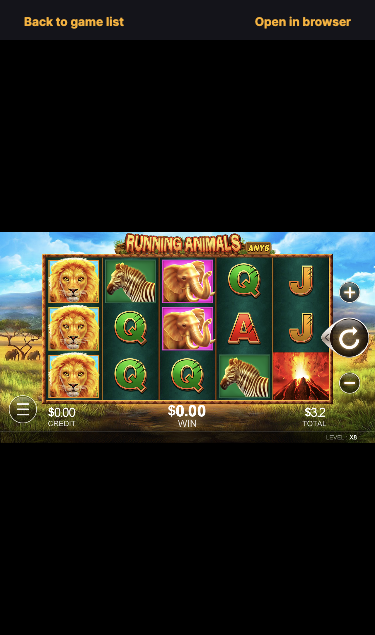 Back to game list Open in browser
RUNNING ANIMALS ANY6
Q J
Q A J
Q Q
$0.00 $0.00 $3.2
CREDIT WIN TOTAL
LEVEL: X8